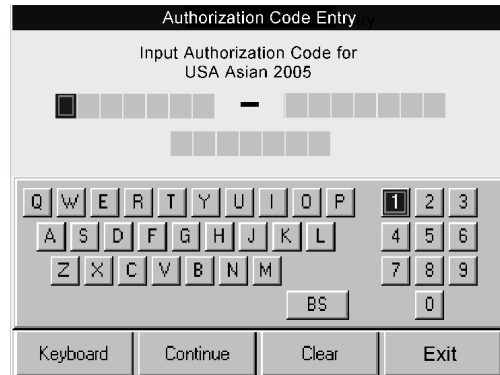 Authorization Code Entry
Input Authorization Code for
USA Asian 2005
–
Q W E R T Y U I O P 1 2 3
A S D F G H J K L 4 5 6
Z X C V B N M 7 8 9
BS 0
Keyboard Continue Clear Exit